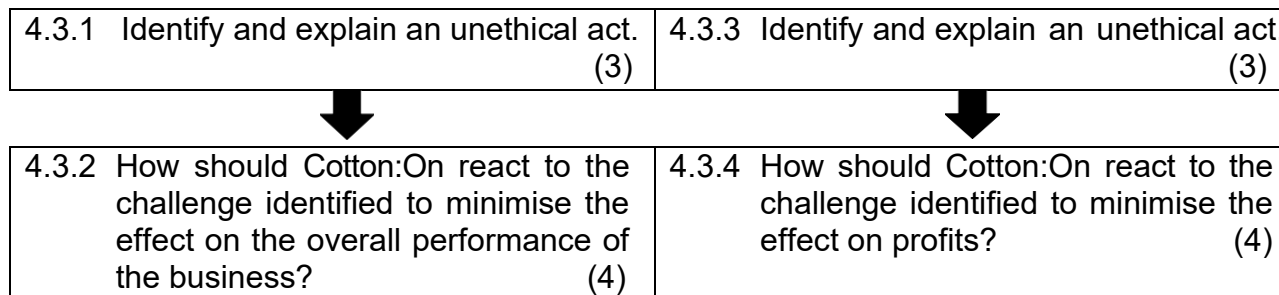 4.3.1 Identify and explain an unethical act.
(3)
4.3.3 Identify and explain an unethical act
(3)
4.3.2 How should Cotton:On react to the
challenge identified to minimise the
effect on the overall performance of
the business? (4)
4.3.4 How should Cotton:On react to the
challenge identified to minimise the
effect on profits? (4)